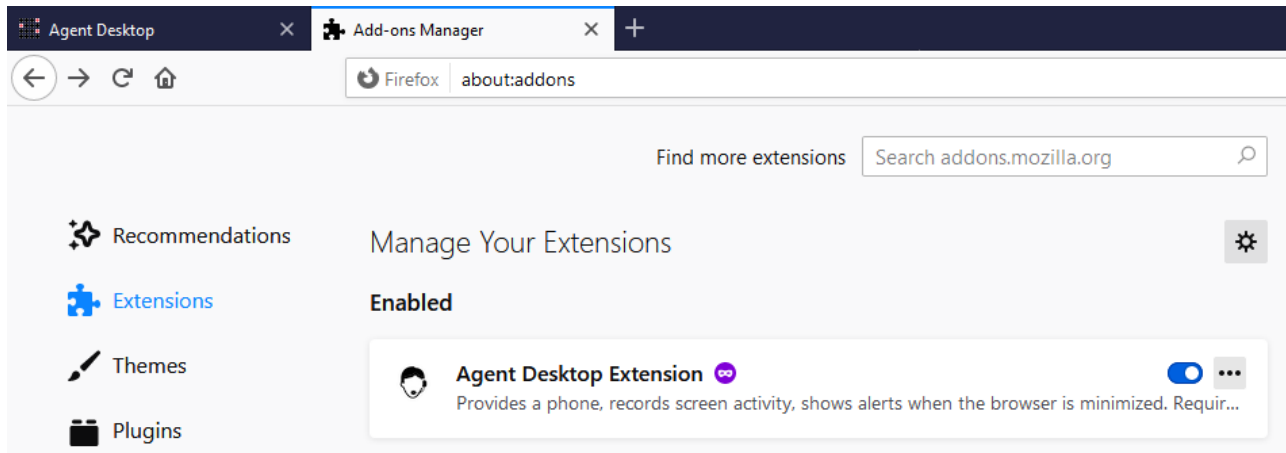 Agent Desktop
Add-ons Manager
Firefox about:addons
Find more extensions Search addons.mozilla.org
Recommendations
Manage Your Extensions
Extensions
Enabled
Themes
Agent Desktop Extension
Provides a phone, records screen activity, shows alerts when the browser is minimized. Requir...
Plugins